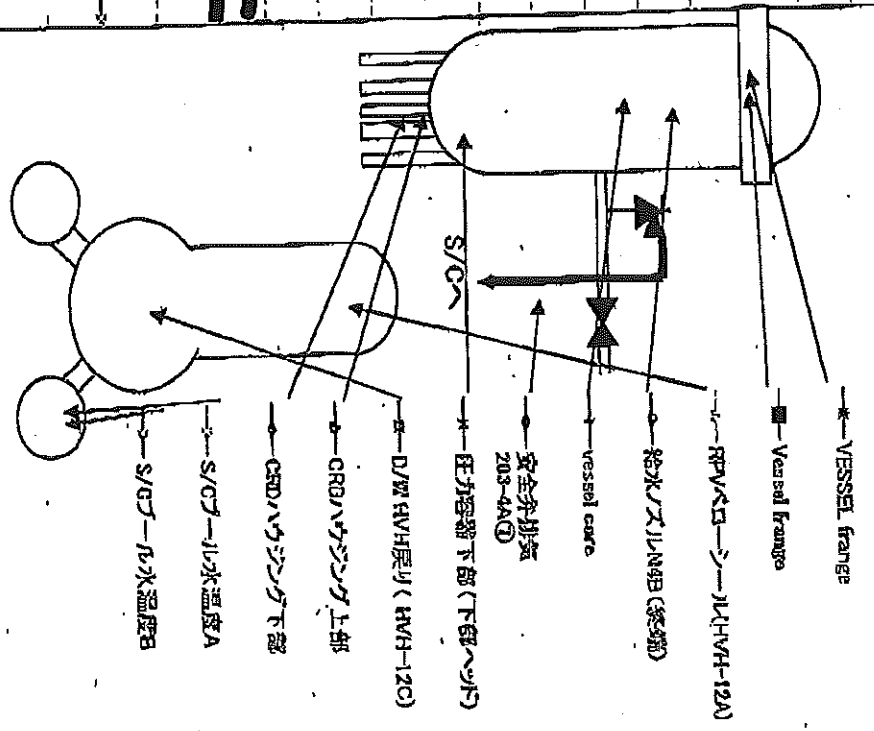 VESSEL frange
Vessel frange
RPVベローシール(HVH-12A)
給水ノズルN4B(終端)
vessel core
安全弁排気
203-4A①
圧力容器下部(下部ヘッド)
D/W HVH戻り( HVH-12C)
CRDハウジング上部
CRDハウジング下部
S/Cプール水温度A
S/Cプール水温度B
S/Cへ